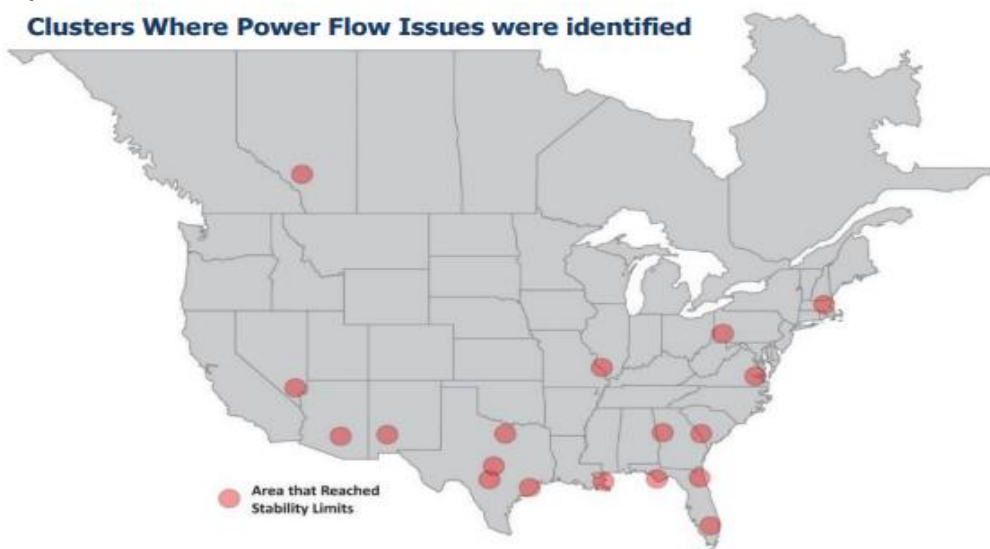 Clusters Where Power Flow Issues were identified
Area that Reached
Stability Limits